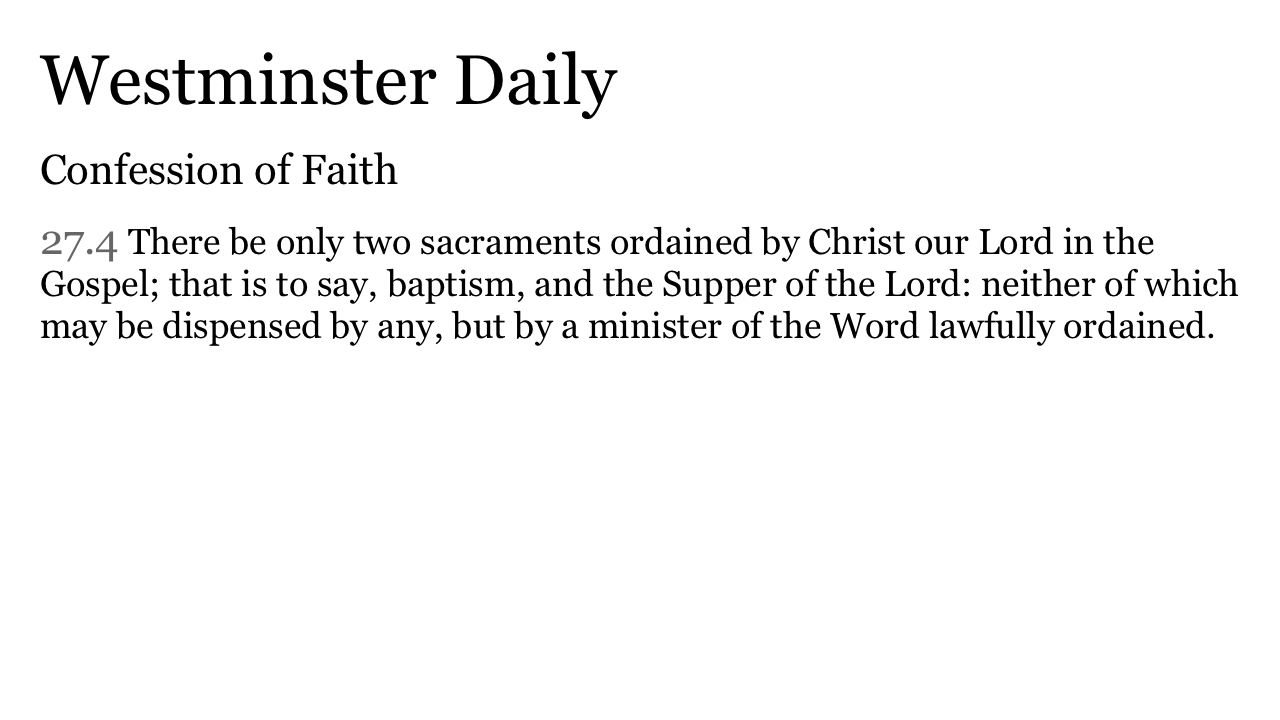 Westminster Daily
Confession of Faith
27.4 There be only two sacraments ordained by Christ our Lord in the
Gospel; that is to say, baptism, and the Supper of the Lord: neither of which
may be dispensed by any, but by a minister of the Word lawfully ordained.